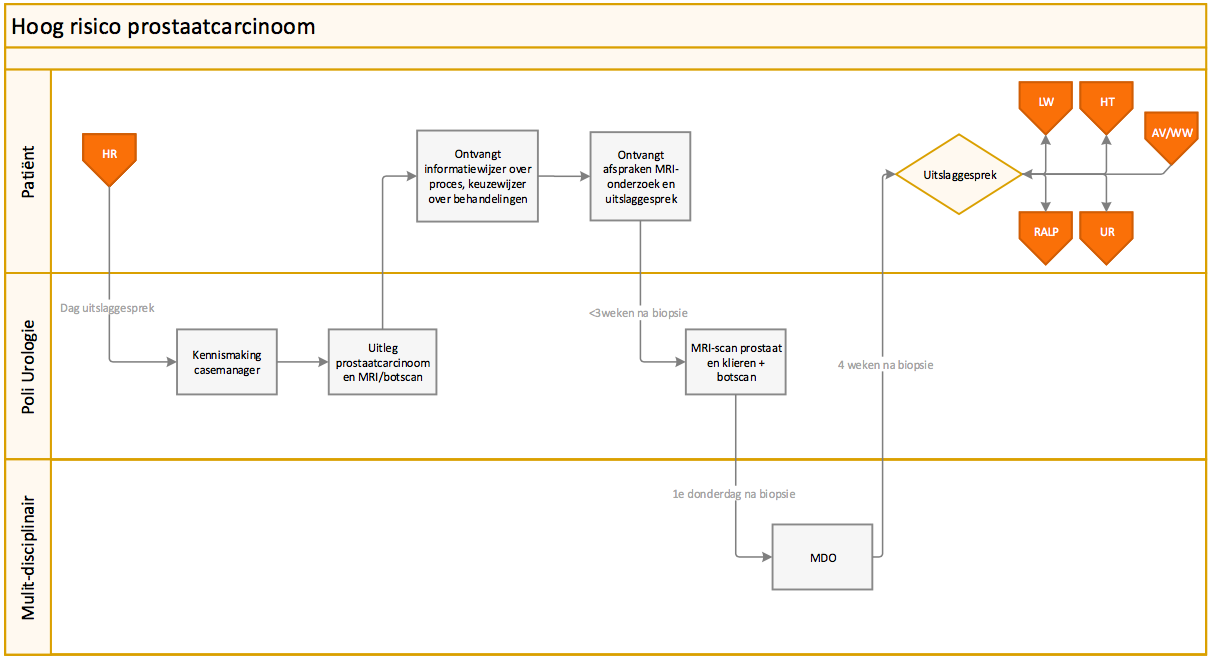 Hoog risico prostaatcarcinoom
Patiënt
HR
Ontvangt
informatiewijzer over
proces, keuzewijzer
over behandelingen
Ontvangt
afspraken MRI-
onderzoek en
uitslaggesprek
Uitslaggesprek
LW
HT
AV/WW
RALP
UR
Poli Urologie
Dag uitslaggesprek
Kennismaking
casemanager
Uitleg
prostaatcarcinoom
en MRI/botscan
<3weken na biopsie
MRI-scan prostaat
en klieren +
botscan
4 weken na biopsie
Mulit-disciplinair
1e donderdag na biopsie
MDO